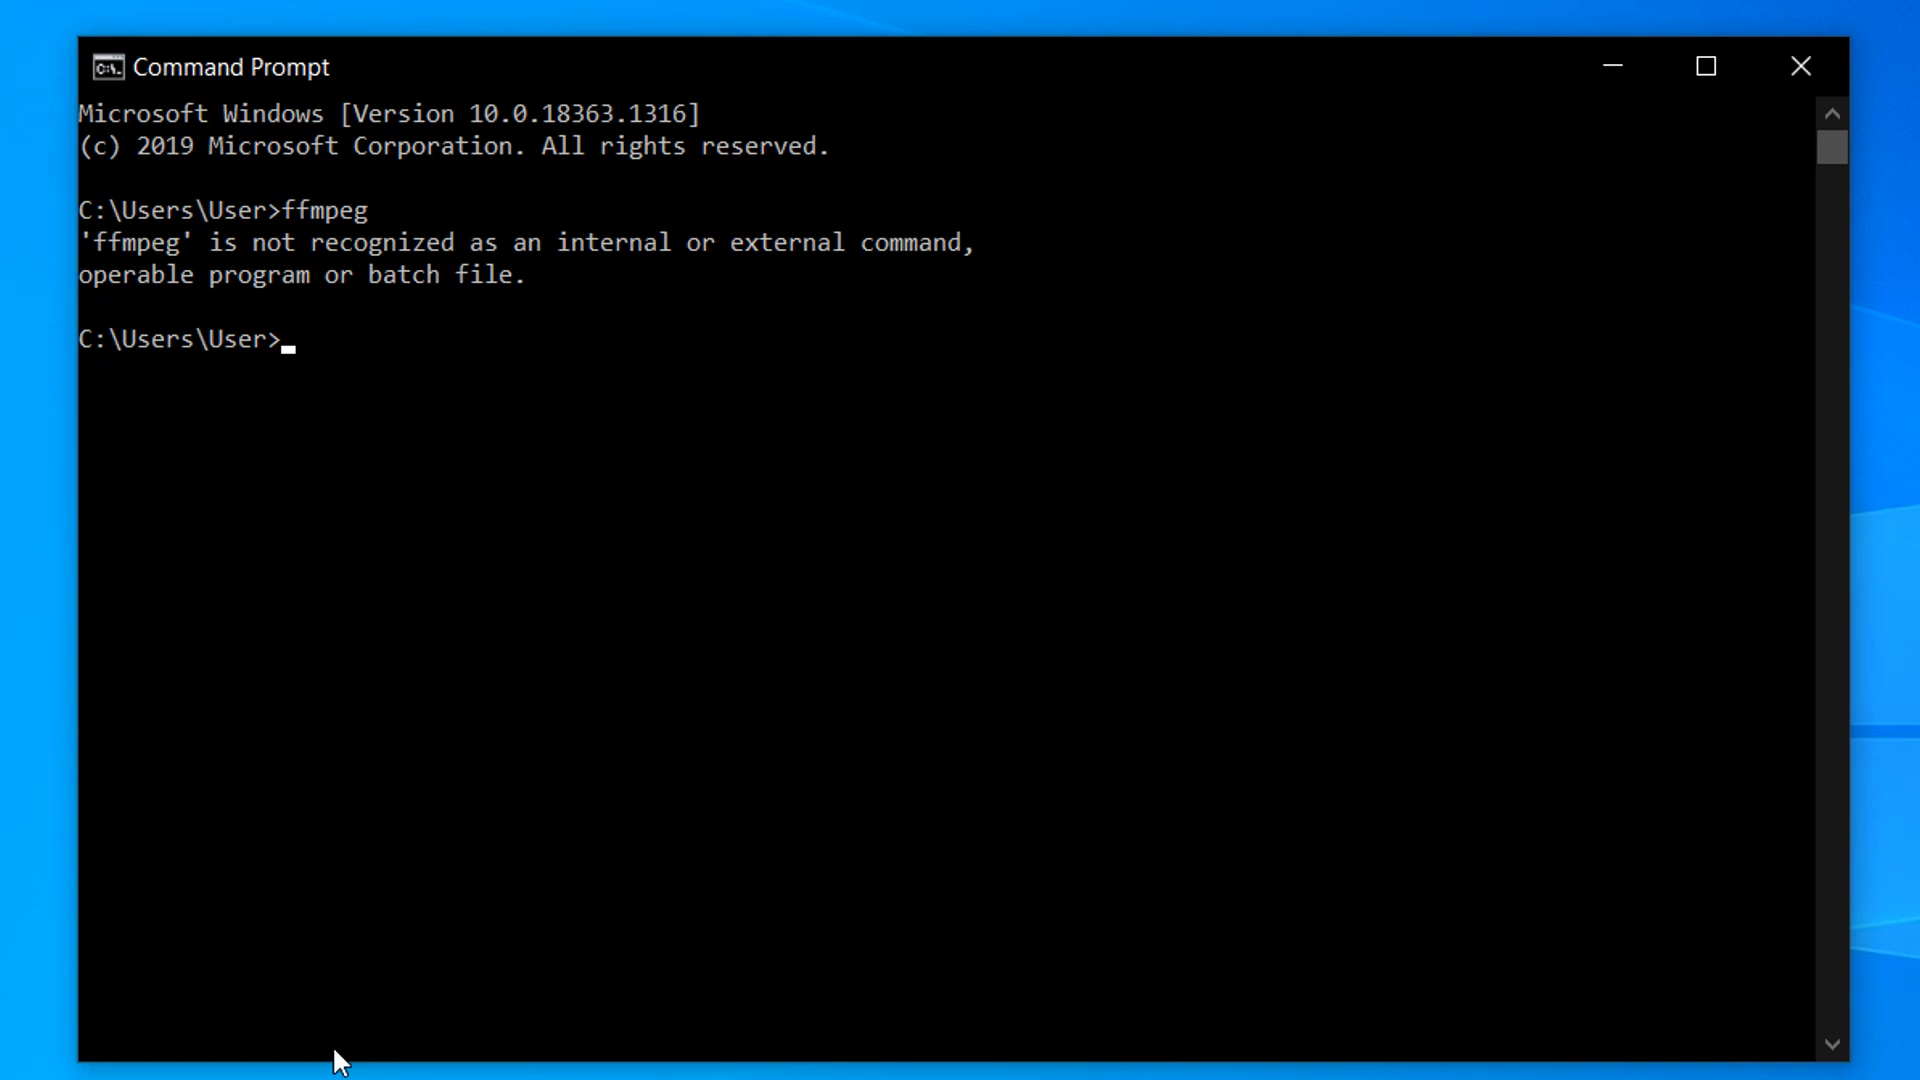 Command Prompt
Microsoft Windows [Version 10.0.18363.1316]
(c) 2019 Microsoft Corporation. All rights reserved.
C:\Users\User>ffmpeg
'ffmpeg' is not recognized as an internal or external command,
operable program or batch file.
C:\Users\User>